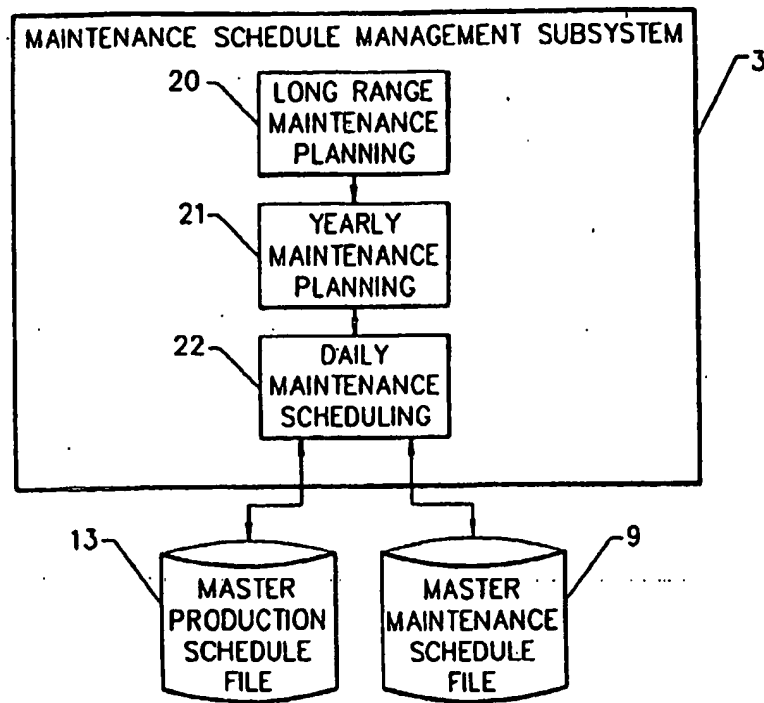 MAINTENANCE SCHEDULE MANAGEMENT SUBSYSTEM
3
20
LONG RANGE
MAINTENANCE
PLANNING
21
YEARLY
MAINTENANCE
PLANNING
22
DAILY
MAINTENANCE
SCHEDULING
13
MASTER
PRODUCTION
SCHEDULE
FILE
9
MASTER
MAINTENANCE
SCHEDULE
FILE